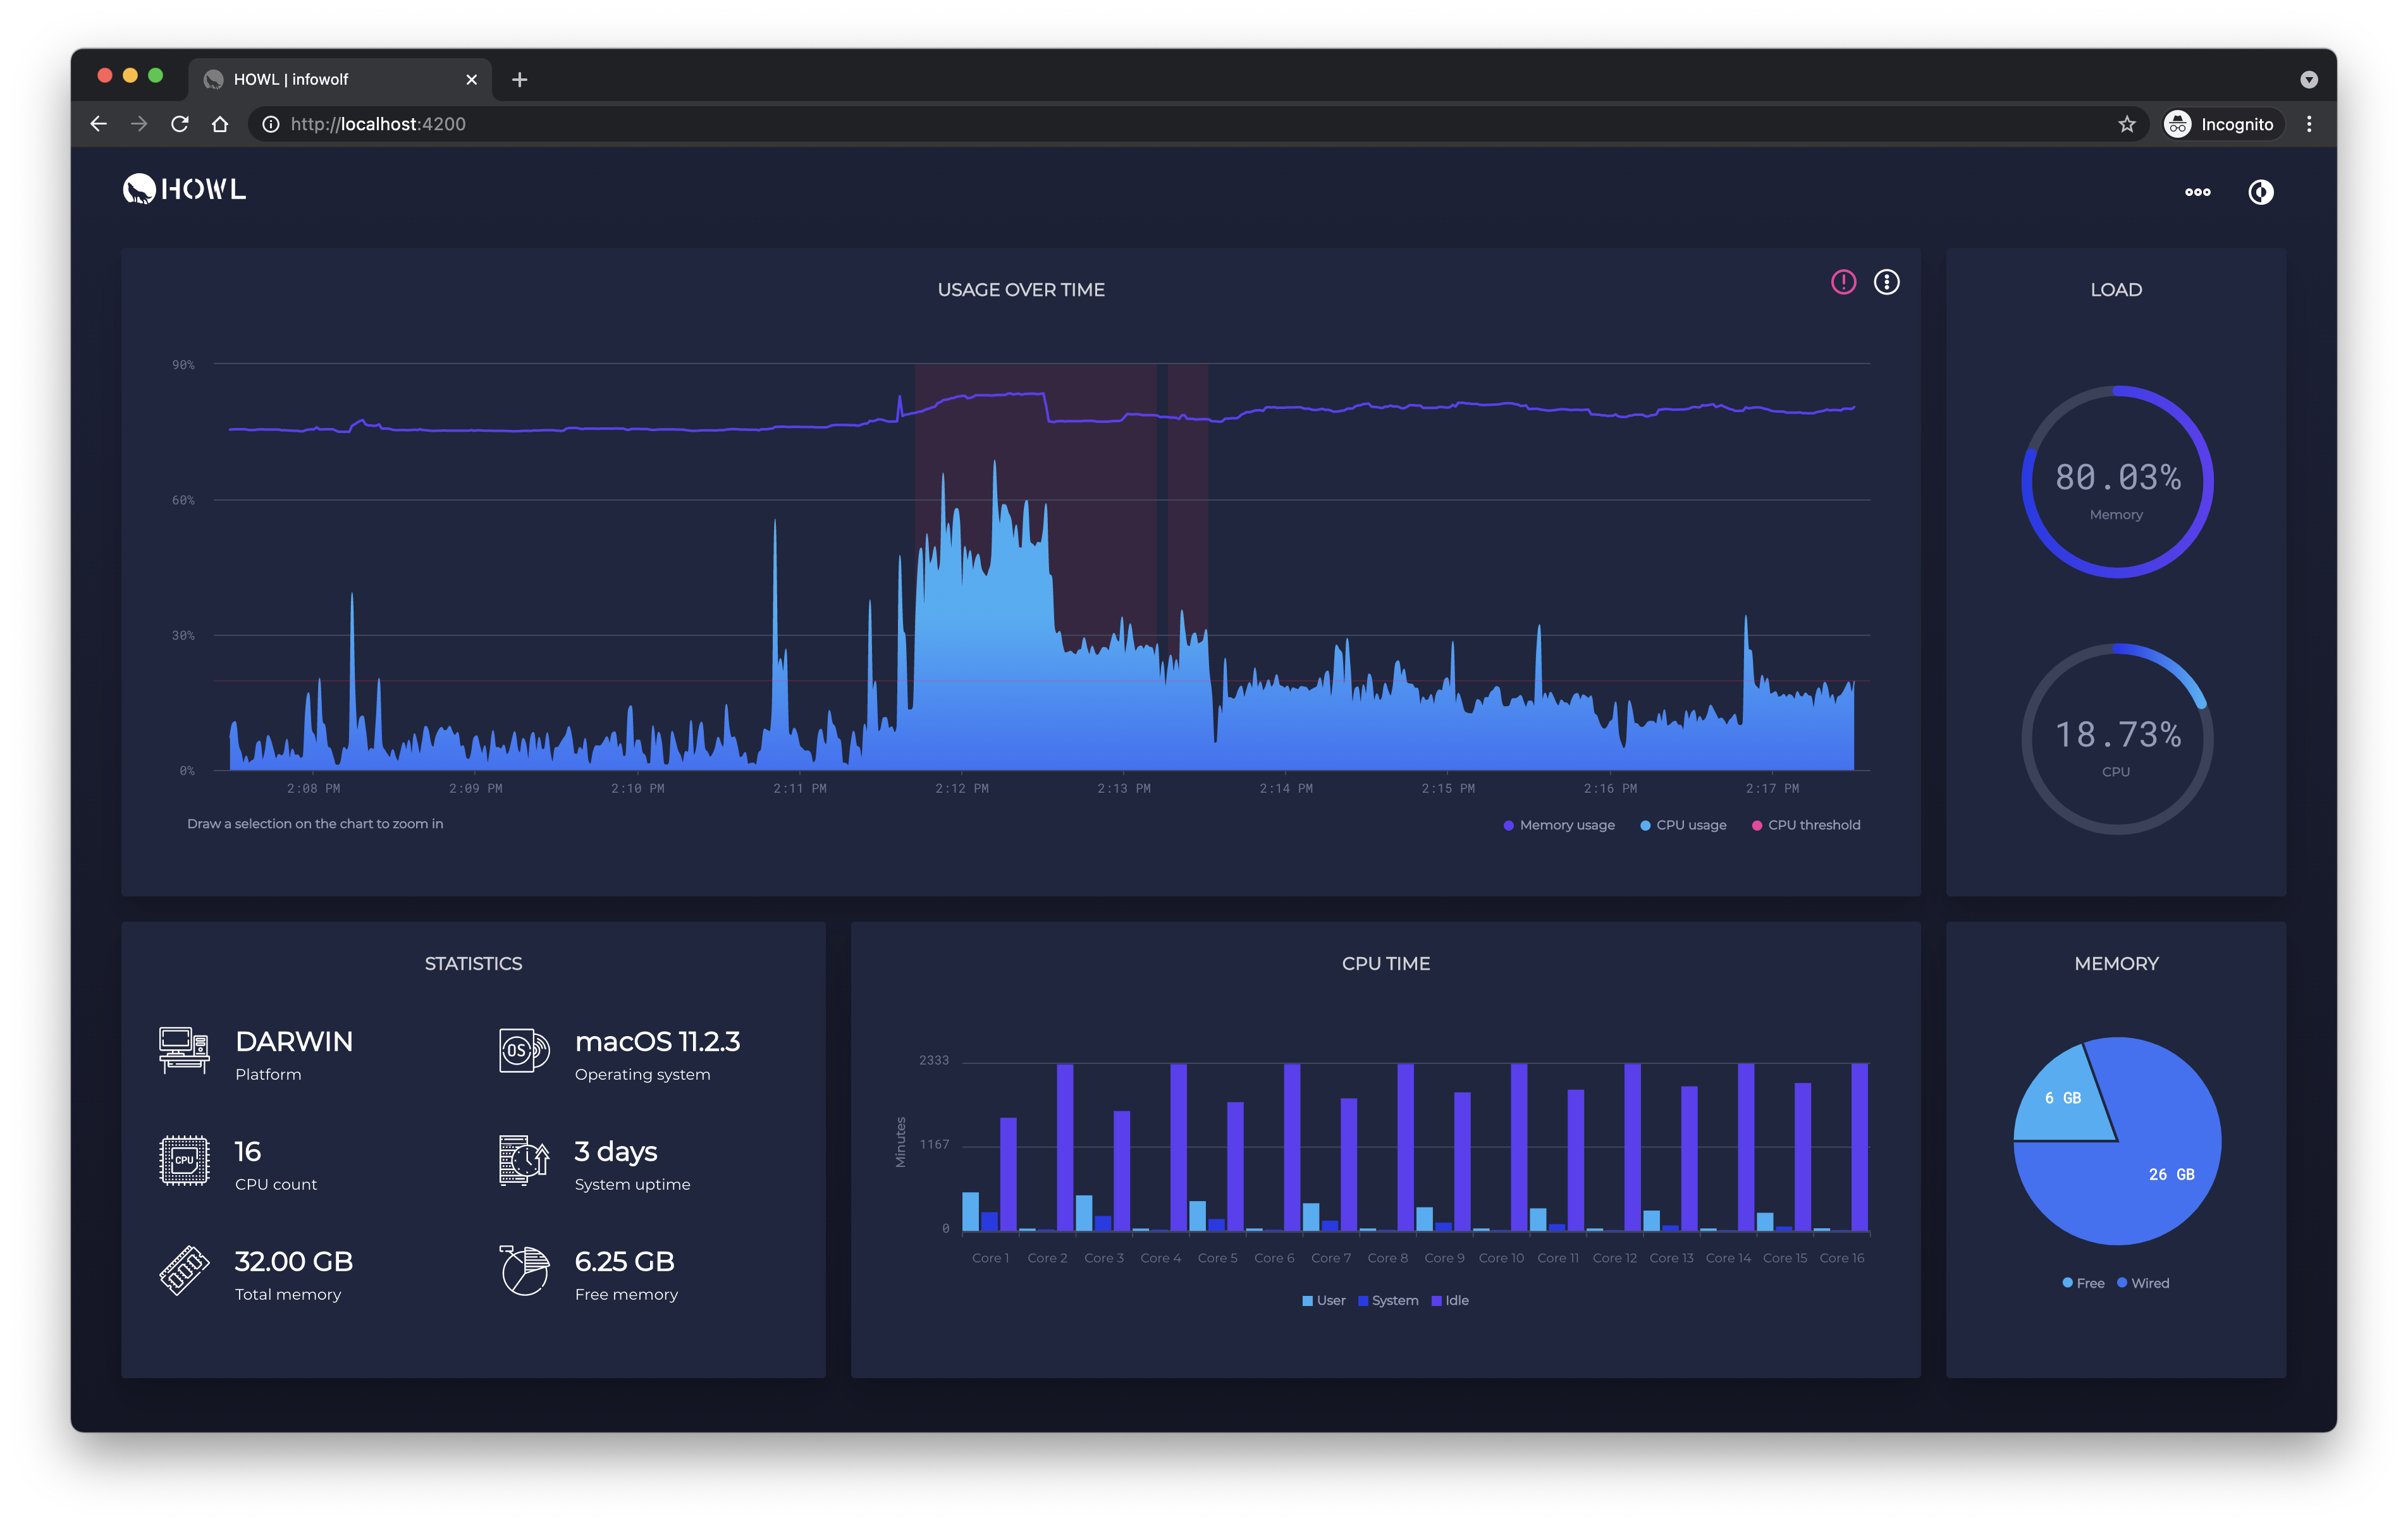 HOWL | infowolf
http://localhost:4200
Incognito
HOWL
USAGE OVER TIME
90%
60%
30%
0%
2:08 PM 2:09 PM 2:10 PM 2:11 PM 2:12 PM 2:13 PM 2:14 PM 2:15 PM 2:16 PM 2:17 PM
Draw a selection on the chart to zoom in
Memory usage CPU usage CPU threshold
LOAD
80.03%
Memory
18.73%
CPU
STATISTICS
DARWIN
Platform
OS
macOS 11.2.3
Operating system
CPU
16
CPU count
3 days
System uptime
32.00 GB
Total memory
6.25 GB
Free memory
CPU TIME
Minutes
2333
1167
0
Core 1 Core 2 Core 3 Core 4 Core 5 Core 6 Core 7 Core 8 Core 9 Core 10 Core 11 Core 12 Core 13 Core 14 Core 15 Core 16
User System Idle
MEMORY
6 GB
26 GB
Free Wired